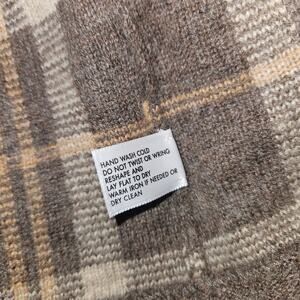 HAND WASH COLD
DO NOT TWIST OR WRING
RESHAPE AND
LAY FLAT TO DRY
WARM IRON IF NEEDED OR
DRY CLEAN